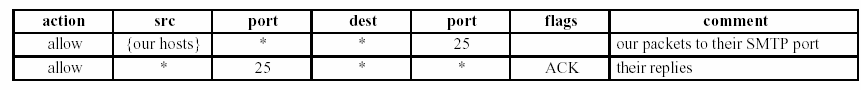 action src port dest port flags comment
allow {our hosts} * * 25 our packets to their SMTP port
allow * 25 * * ACK their replies